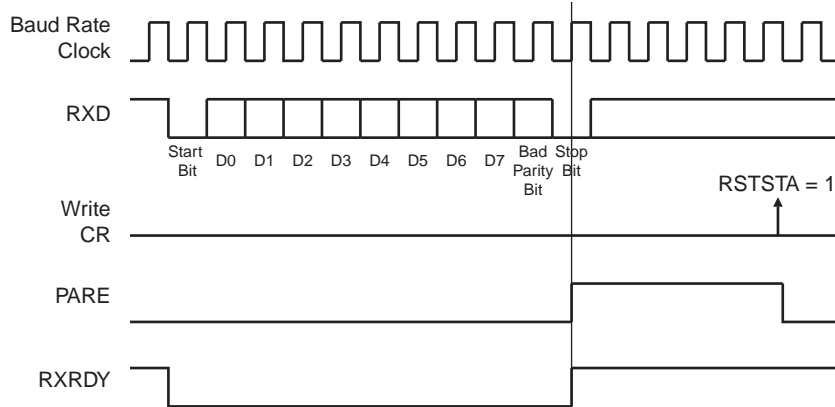 Baud Rate
Clock
RXD
Start
Bit
D0 D1 D2 D3 D4 D5 D6 D7
Bad
Parity
Bit
Stop
Bit
RSTSTA = 1
Write
CR
PARE
RXRDY